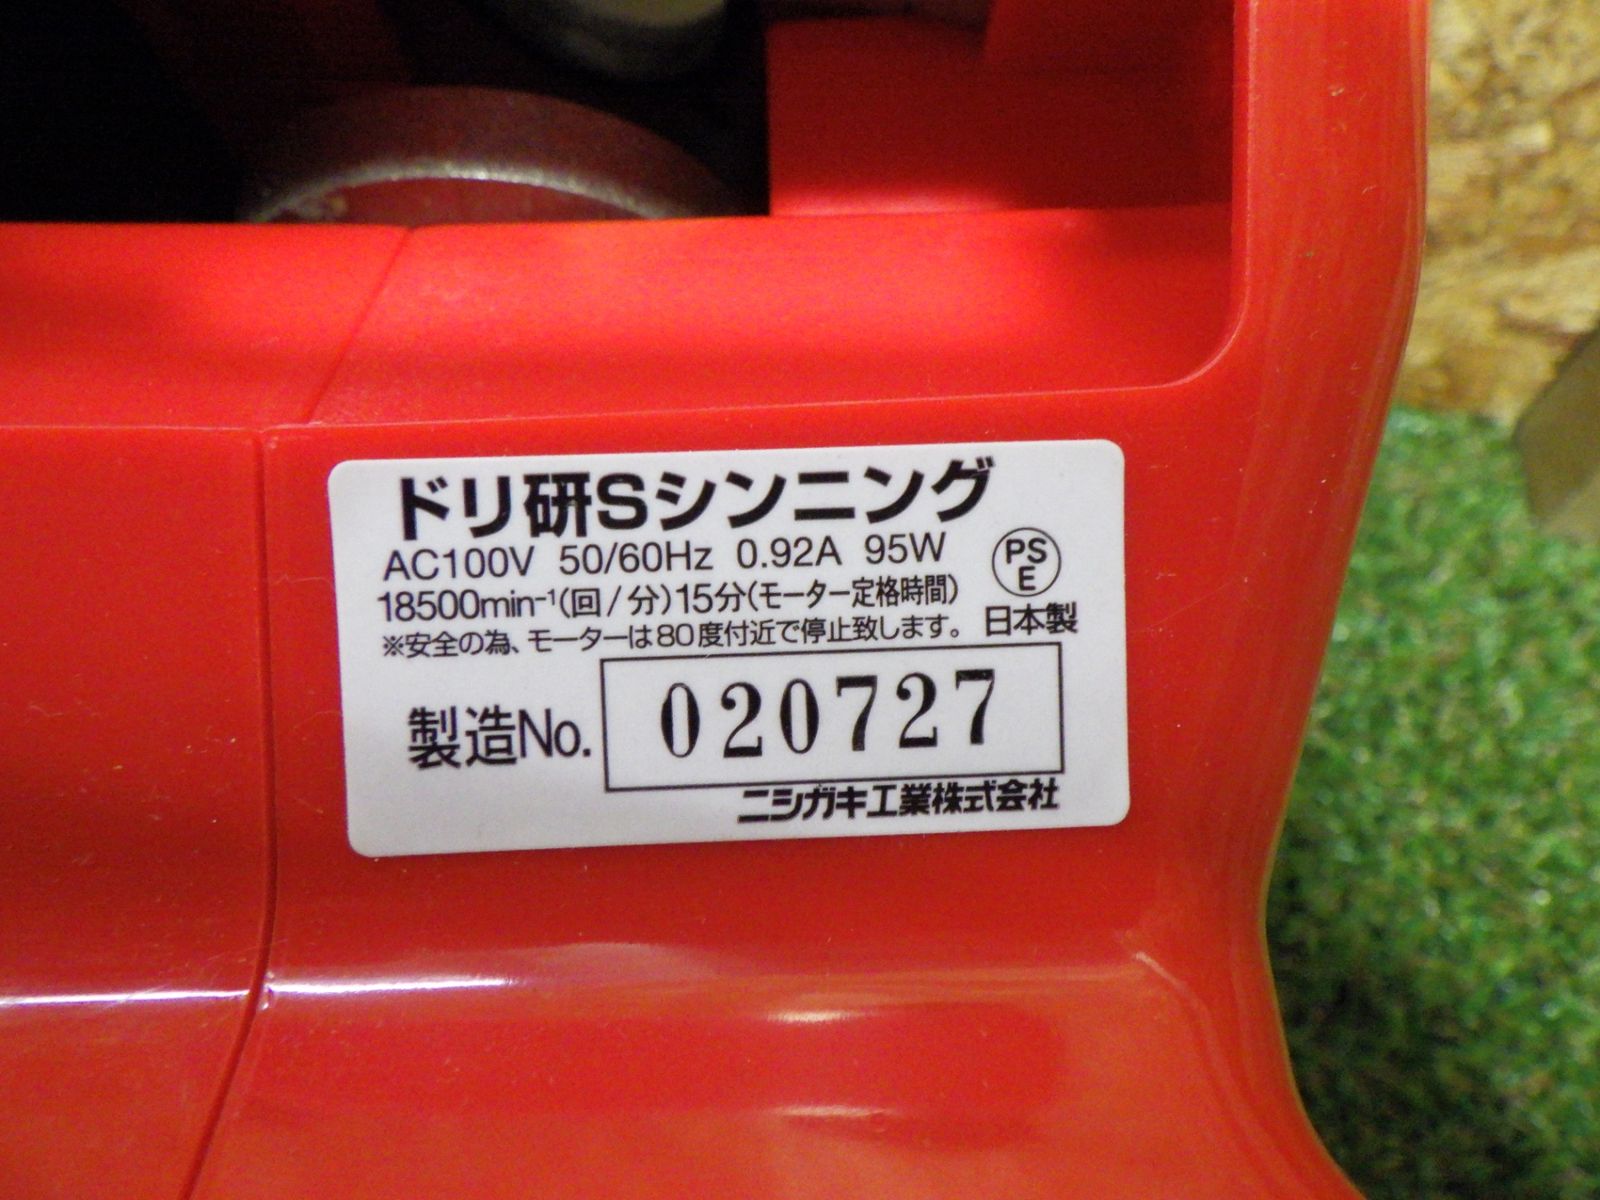 ドリ研Sシンニング
AC100V 50/60Hz 0.92A 95W
PS
E
18500min⁻¹(回/分)15分(モーター定格時間)
日本製
※安全の為、モーターは80度付近で停止致します。
製造No. 020727
ニシガキ工業株式会社